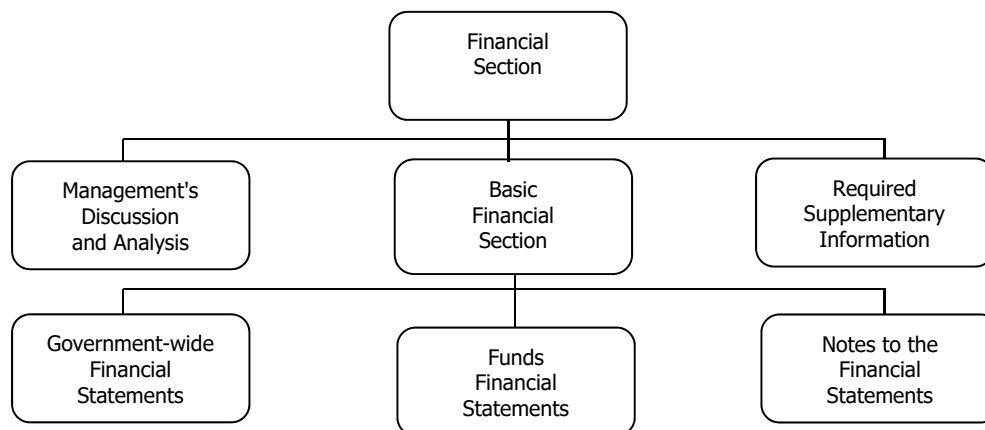 Financial
Section
Management's
Discussion
and Analysis
Basic
Financial
Section
Required
Supplementary
Information
Government-wide
Financial
Statements
Funds
Financial
Statements
Notes to the
Financial
Statements